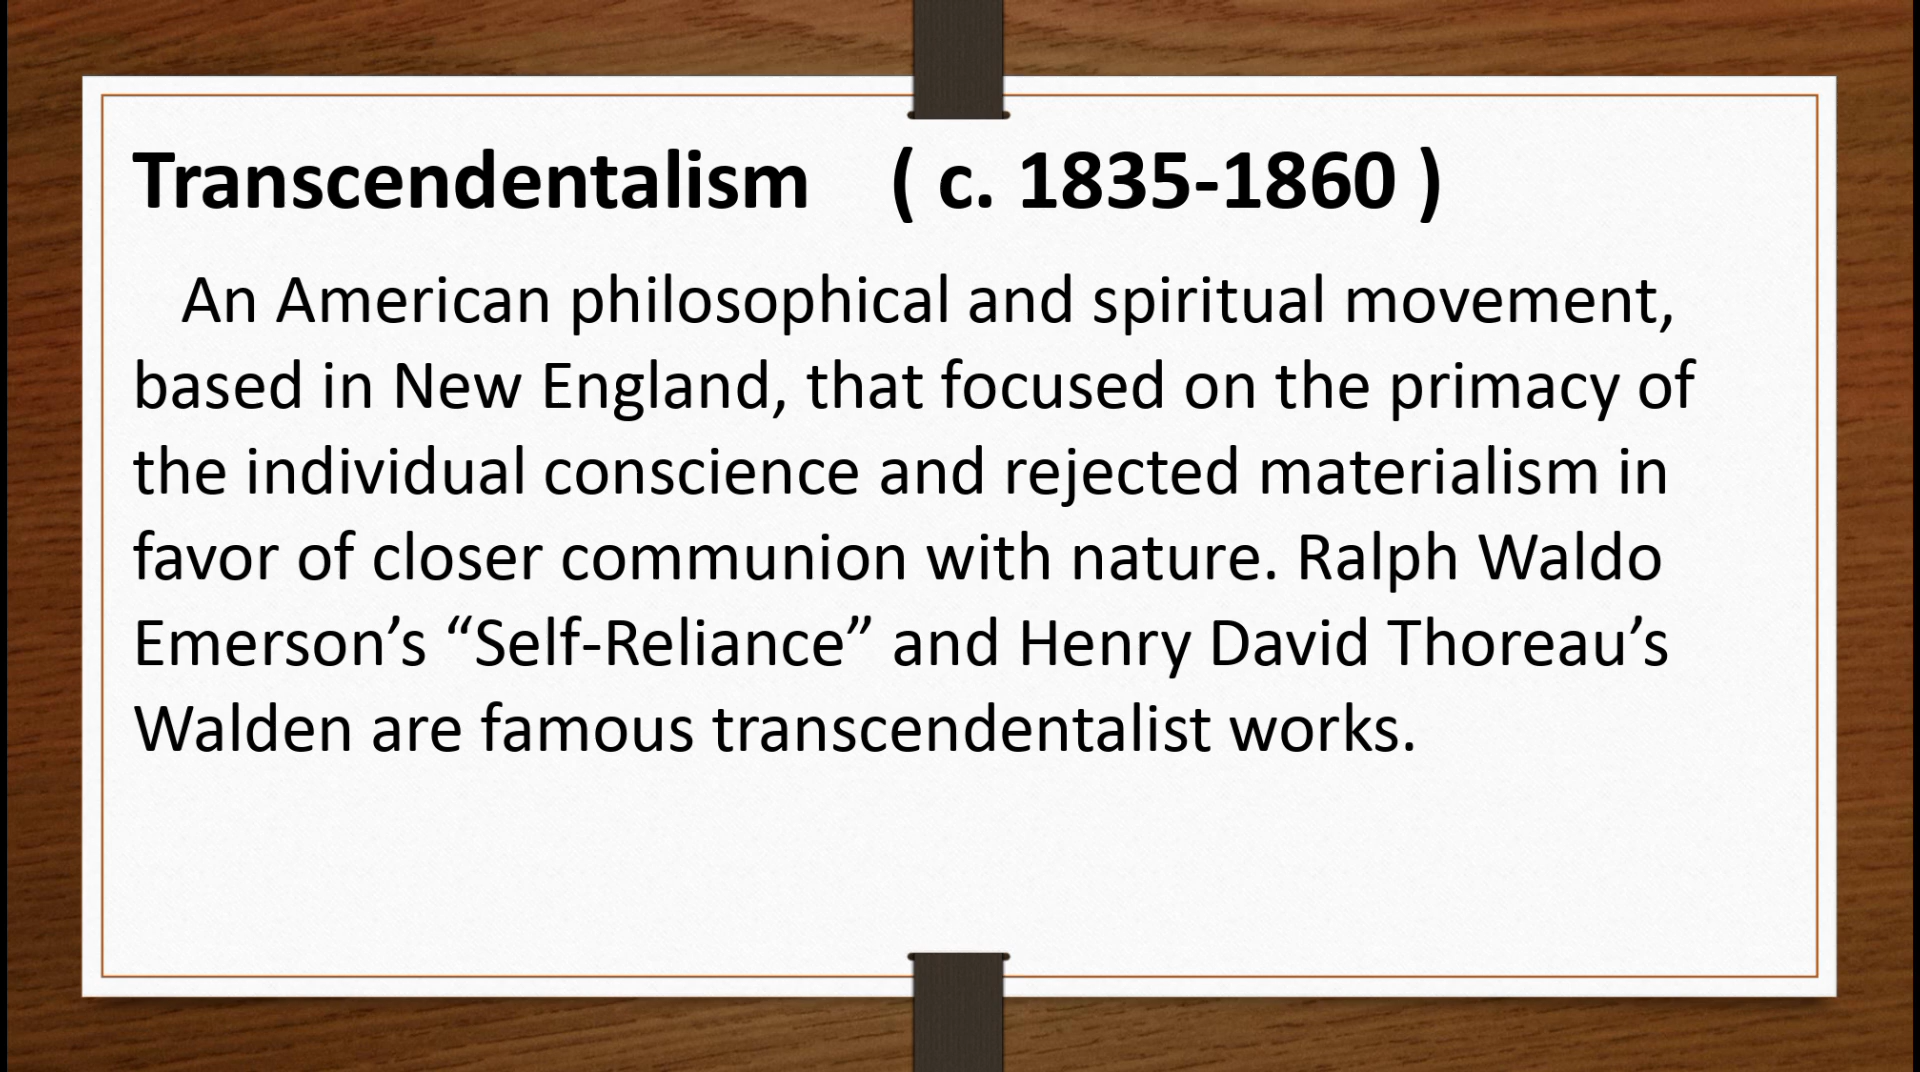 Transcendentalism ( c. 1835-1860 )
An American philosophical and spiritual movement,
based in New England, that focused on the primacy of
the individual conscience and rejected materialism in
favor of closer communion with nature. Ralph Waldo
Emerson’s “Self-Reliance” and Henry David Thoreau’s
Walden are famous transcendentalist works.